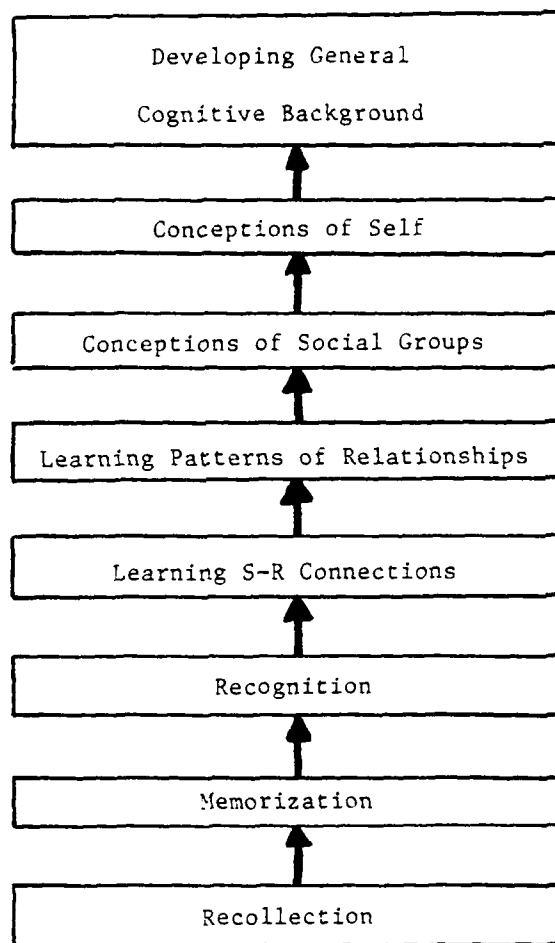 Developing General
Cognitive Background
Conceptions of Self
Conceptions of Social Groups
Learning Patterns of Relationships
Learning S-R Connections
Recognition
Memorization
Recollection